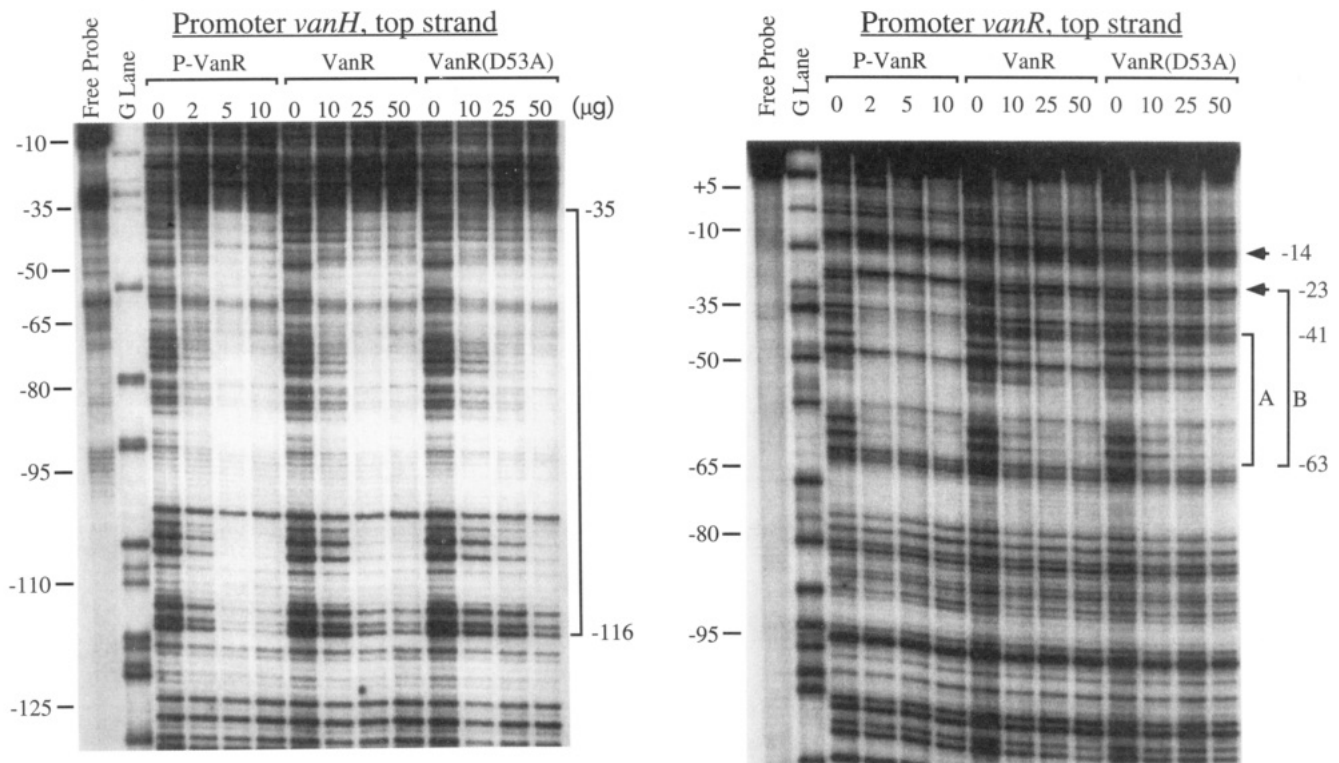 Promoter vanH, top strand
Free Probe
G Lane
P-VanR VanR VanR(D53A)
0 2 5 10 0 10 25 50 0 10 25 50 (µg)
-10
-35
-50
-65
-80
-95
-110
-125
-35
-116
Promoter vanR, top strand
Free Probe
G Lane
P-VanR VanR VanR(D53A)
0 2 5 10 0 10 25 50 0 10 25 50
+5
-10
-35
-50
-65
-80
-95
-14
-23
-41
A B
-63